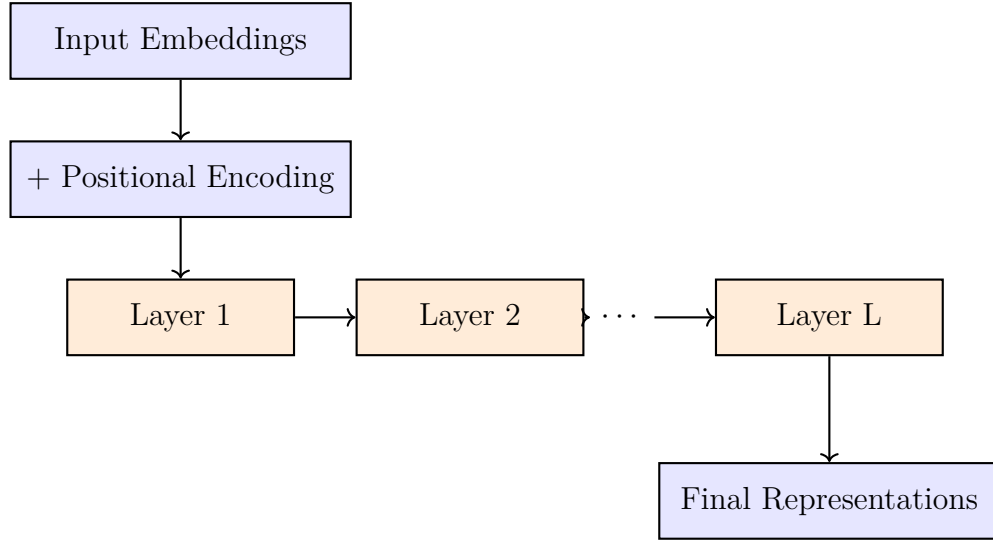 Input Embeddings
+ Positional Encoding
Layer 1
Layer 2
...
Layer L
Final Representations